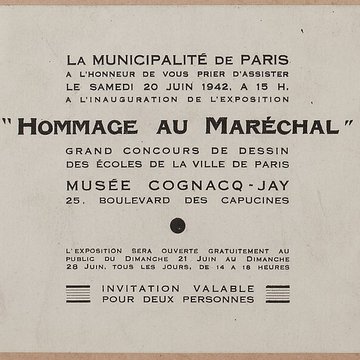 LA MUNICIPALITÉ DE PARIS
A L'HONNEUR DE VOUS PRIER D'ASSISTER
LE SAMEDI 20 JUIN 1942, A 15 H.
A L'INAUGURATION DE L'EXPOSITION
"HOMMAGE AU MARÉCHAL"
GRAND CONCOURS DE DESSIN
DES ÉCOLES DE LA VILLE DE PARIS
MUSÉE COGNACQ-JAY
25, BOULEVARD DES CAPUCINES
L'EXPOSITION SERA OUVERTE GRATUITEMENT AU
PUBLIC DU DIMANCHE 21 JUIN AU DIMANCHE
28 JUIN, TOUS LES JOURS, DE 14 A 18 HEURES
INVITATION VALABLE
POUR DEUX PERSONNES